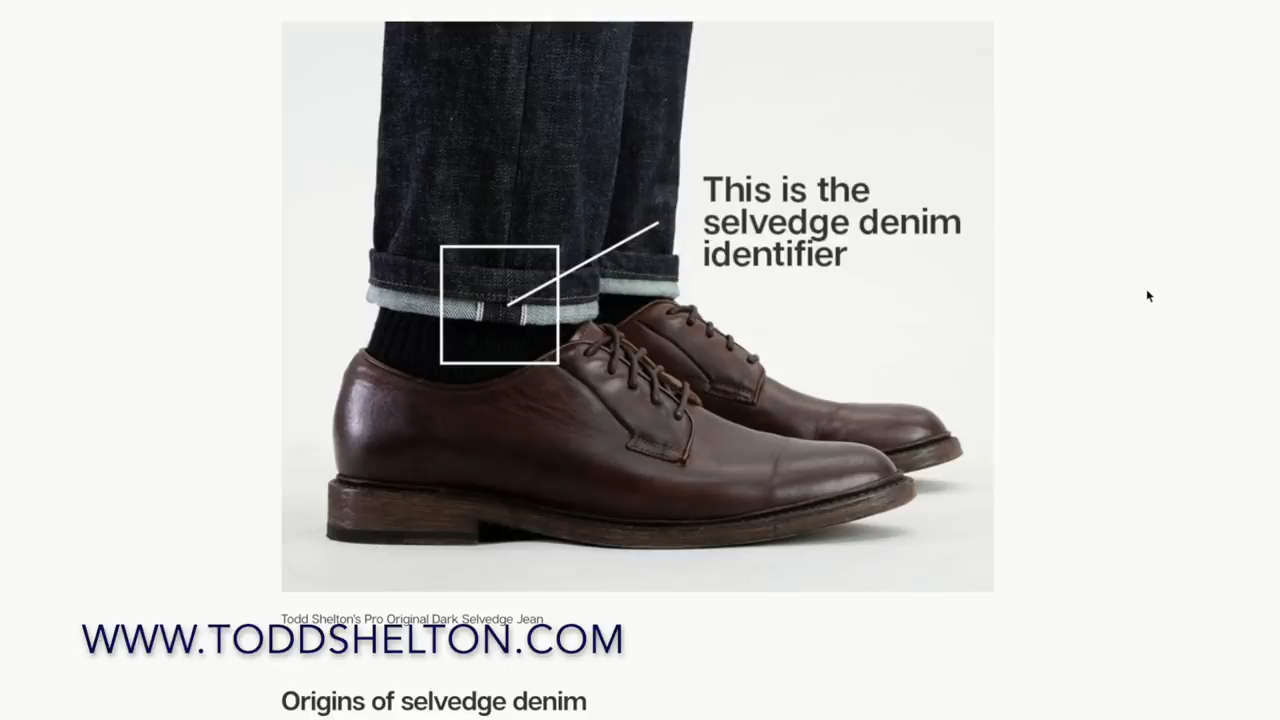 This is the
selvedge denim
identifier
Todd Shelton's Pro Original Dark Selvedge Jean
WWW.TODDSHELTON.COM
Origins of selvedge denim